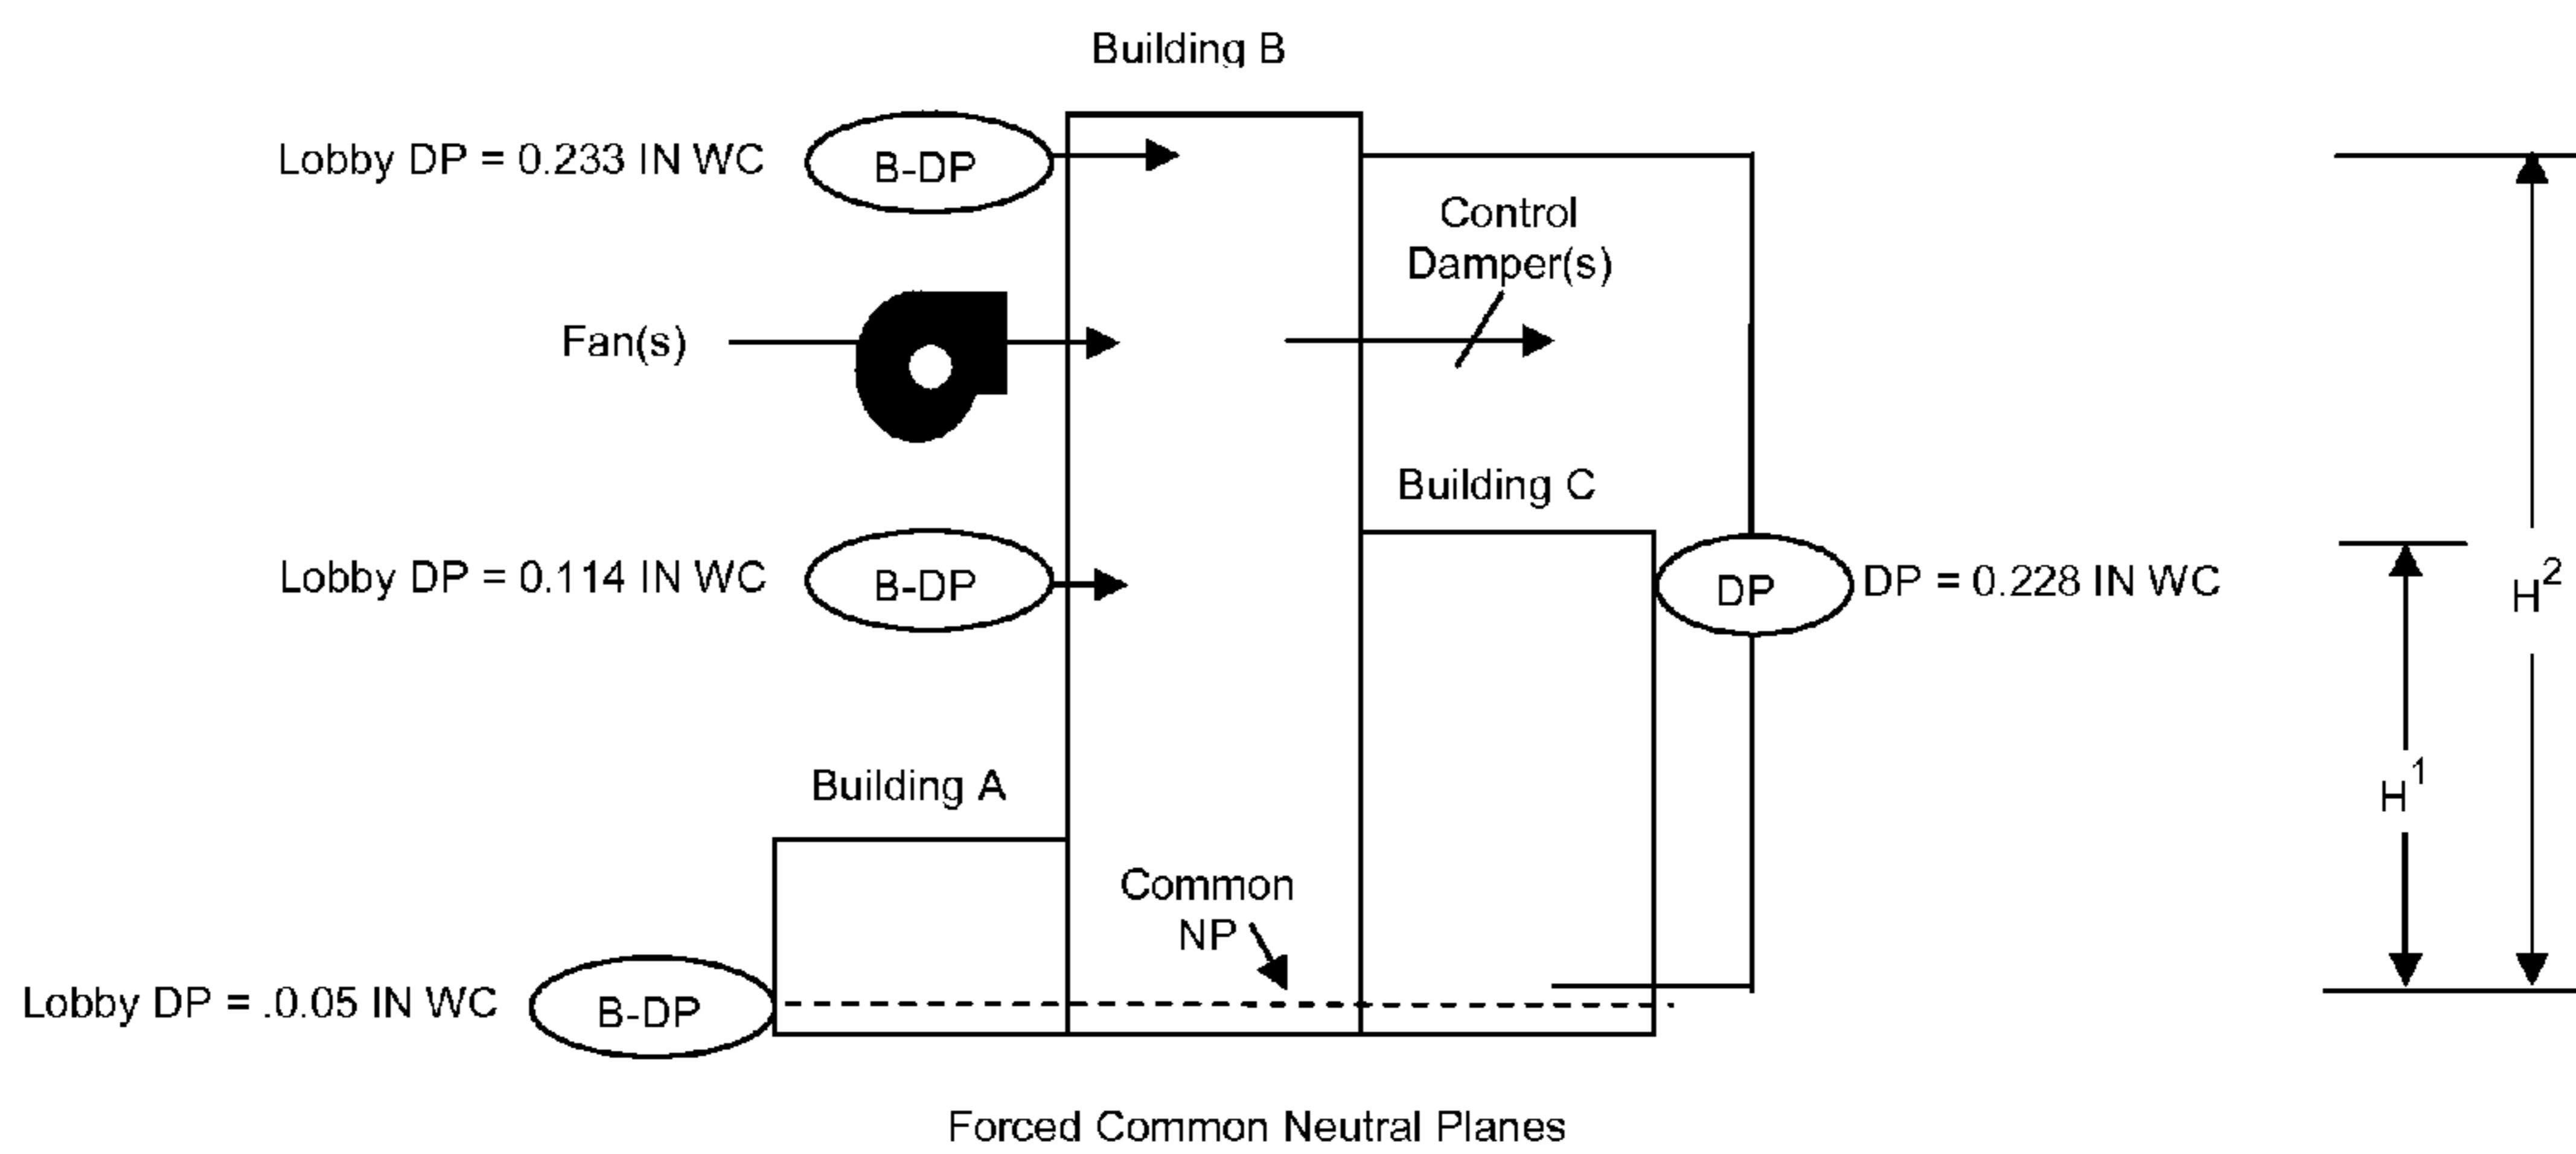 Building B
Lobby DP = 0.233 IN WC
B-DP
Control
Damper(s)
Fan(s)
Building C
Lobby DP = 0.114 IN WC
B-DP
DP
DP = 0.228 IN WC
H2
H1
Building A
Common
NP
Lobby DP = .0.05 IN WC
B-DP
Forced Common Neutral Planes